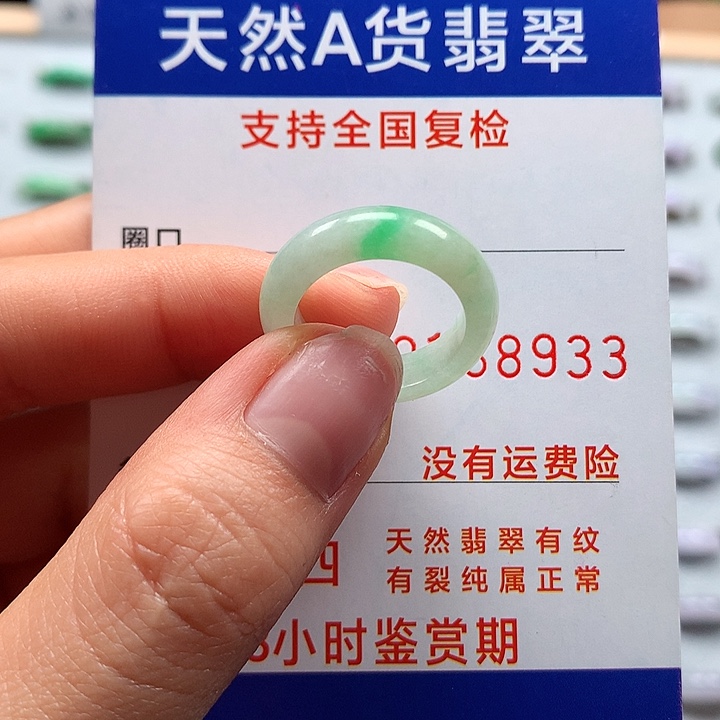 天然A货翡翠
支持全国复检
圈口
8933
没有运费险
天然翡翠有纹
四
有裂纯属正常
小时鉴赏期